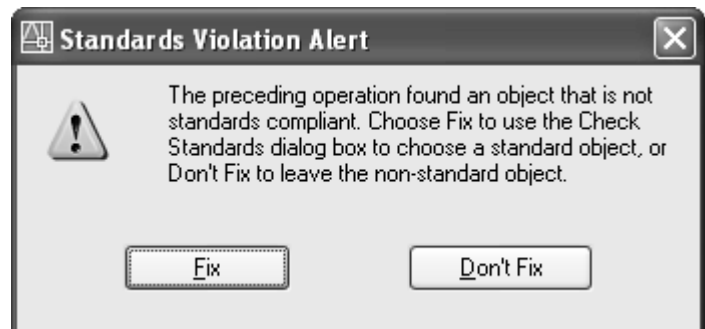 Standards Violation Alert
The preceding operation found an object that is not
standards compliant. Choose Fix to use the Check
Standards dialog box to choose a standard object, or
Don't Fix to leave the non-standard object.
Fix
Don't Fix